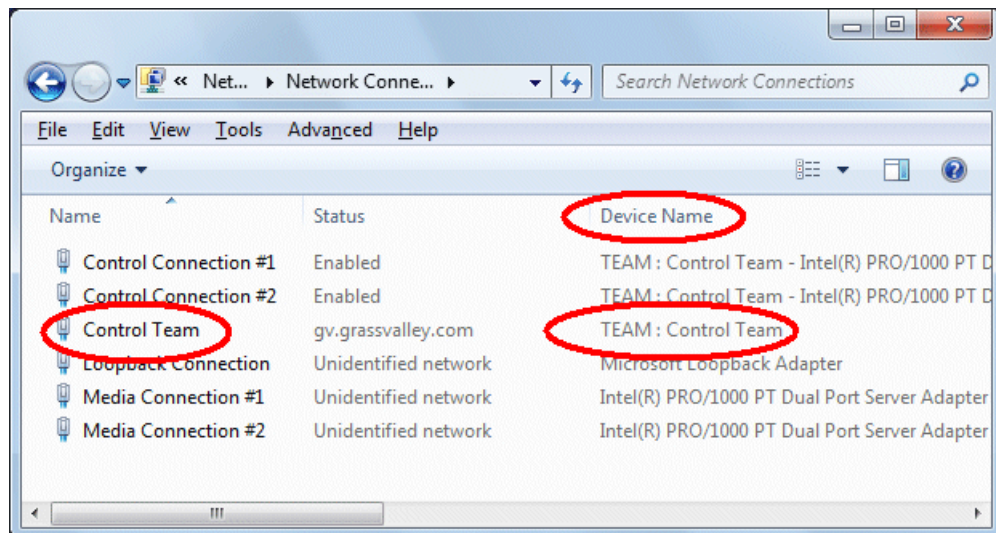 « Net... Network Conne...
Search Network Connections
File Edit View Tools Advanced Help
Organize
Name Status Device Name
Control Connection #1 Enabled TEAM : Control Team - Intel(R) PRO/1000 PT D
Control Connection #2 Enabled TEAM : Control Team - Intel(R) PRO/1000 PT D
Control Team gv.grassvalley.com TEAM : Control Team
Loopback Connection Unidentified network Microsoft Loopback Adapter
Media Connection #1 Unidentified network Intel(R) PRO/1000 PT Dual Port Server Adapter
Media Connection #2 Unidentified network Intel(R) PRO/1000 PT Dual Port Server Adapter